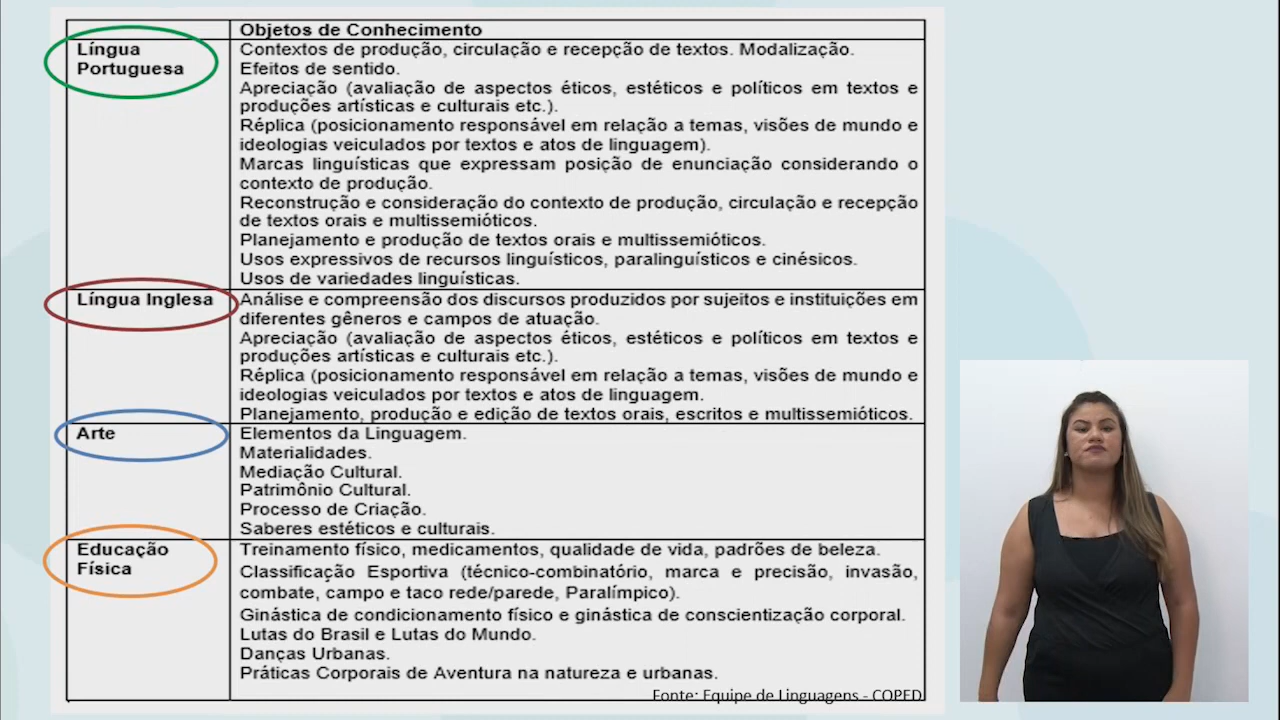 Objetos de Conhecimento
Língua
Portuguesa
Contextos de produção, circulação e recepção de textos. Modalização.
Efeitos de sentido.
Apreciação (avaliação de aspectos éticos, estéticos e políticos em textos e
produções artísticas e culturais etc.).
Réplica (posicionamento responsável em relação a temas, visões de mundo e
ideologias veiculados por textos e atos de linguagem).
Marcas linguísticas que expressam posição de enunciação considerando o
contexto de produção.
Reconstrução e consideração do contexto de produção, circulação e recepção
de textos orais e multissemióticos.
Planejamento e produção de textos orais e multissemióticos.
Usos expressivos de recursos linguísticos, paralinguísticos e cinésicos.
Usos de variedades linguísticas.
Língua Inglesa
Análise e compreensão dos discursos produzidos por sujeitos e instituições em
diferentes gêneros e campos de atuação.
Apreciação (avaliação de aspectos éticos, estéticos e políticos em textos e
produções artísticas e culturais etc.).
Réplica (posicionamento responsável em relação a temas, visões de mundo e
ideologias veiculados por textos e atos de linguagem.
Planejamento, produção e edição de textos orais, escritos e multissemióticos.
Arte
Elementos da Linguagem.
Materialidades.
Mediação Cultural.
Patrimônio Cultural.
Processo de Criação.
Saberes estéticos e culturais.
Educação
Física
Treinamento físico, medicamentos, qualidade de vida, padrões de beleza.
Classificação Esportiva (técnico-combinatório, marca e precisão, invasão,
combate, campo e taco rede/parede, Paralímpico).
Ginástica de condicionamento físico e ginástica de conscientização corporal.
Lutas do Brasil e Lutas do Mundo.
Danças Urbanas.
Práticas Corporais de Aventura na natureza e urbanas.
Fonte: Equipe de Linguagens - COPED